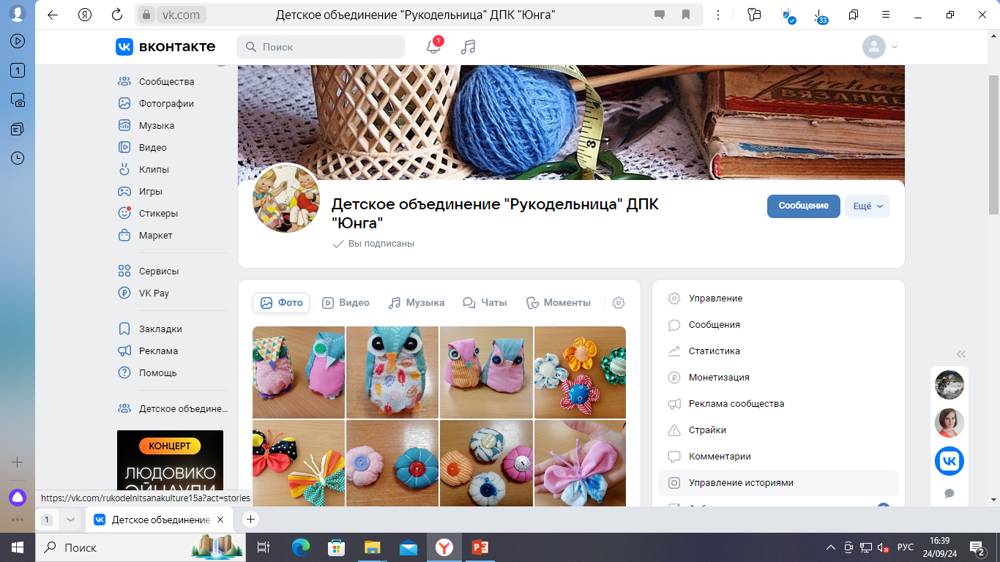 vk.com
Детское объединение "Рукодельница" ДПК "Юнга"
33
вконтакте
Поиск
1
1
Сообщества
Фотографии
Музыка
Видео
Клипы
Игры
Стикеры
Маркет
Сервисы
VK Pay
Закладки
Реклама
Помощь
Детское объедине...
КОНЦЕРТ
ЛЮДОВИКО
ЭЙНАУДИ
ВЯЗАНИЕ
Детское объединение "Рукодельница" ДПК
"Юнга"
Вы подписаны
Сообщение
Ещё
Фото
Видео
Музыка
Чаты
Моменты
Управление
Сообщения
Статистика
Монетизация
Реклама сообщества
Страйки
Комментарии
Управление историями
https://vk.com/rukodelnitsanakulture15a?act=stories
1
Детское объединение
Поиск
РУС
16:39
24/09/24
2